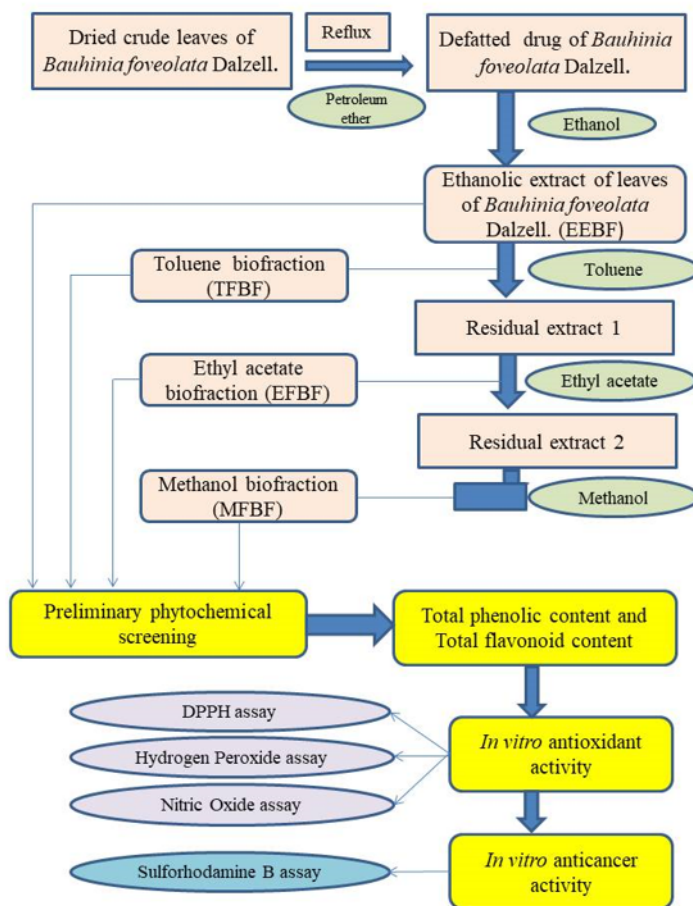 Dried crude leaves of
Bauhinia foveolata Dalzell.
Reflux
Petroleum
ether
Defatted drug of Bauhinia
foveolata Dalzell.
Ethanol
Ethanolic extract of leaves
of Bauhinia foveolata
Dalzell. (EEBF)
Toluene biofraction
(TFBF)
Toluene
Residual extract 1
Ethyl acetate
biofraction (EFBF)
Ethyl acetate
Residual extract 2
Methanol biofraction
(MFBF)
Methanol
Preliminary phytochemical
screening
Total phenolic content and
Total flavonoid content
DPPH assay
Hydrogen Peroxide assay
Nitric Oxide assay
In vitro antioxidant
activity
Sulforhodamine B assay
In vitro anticancer
activity